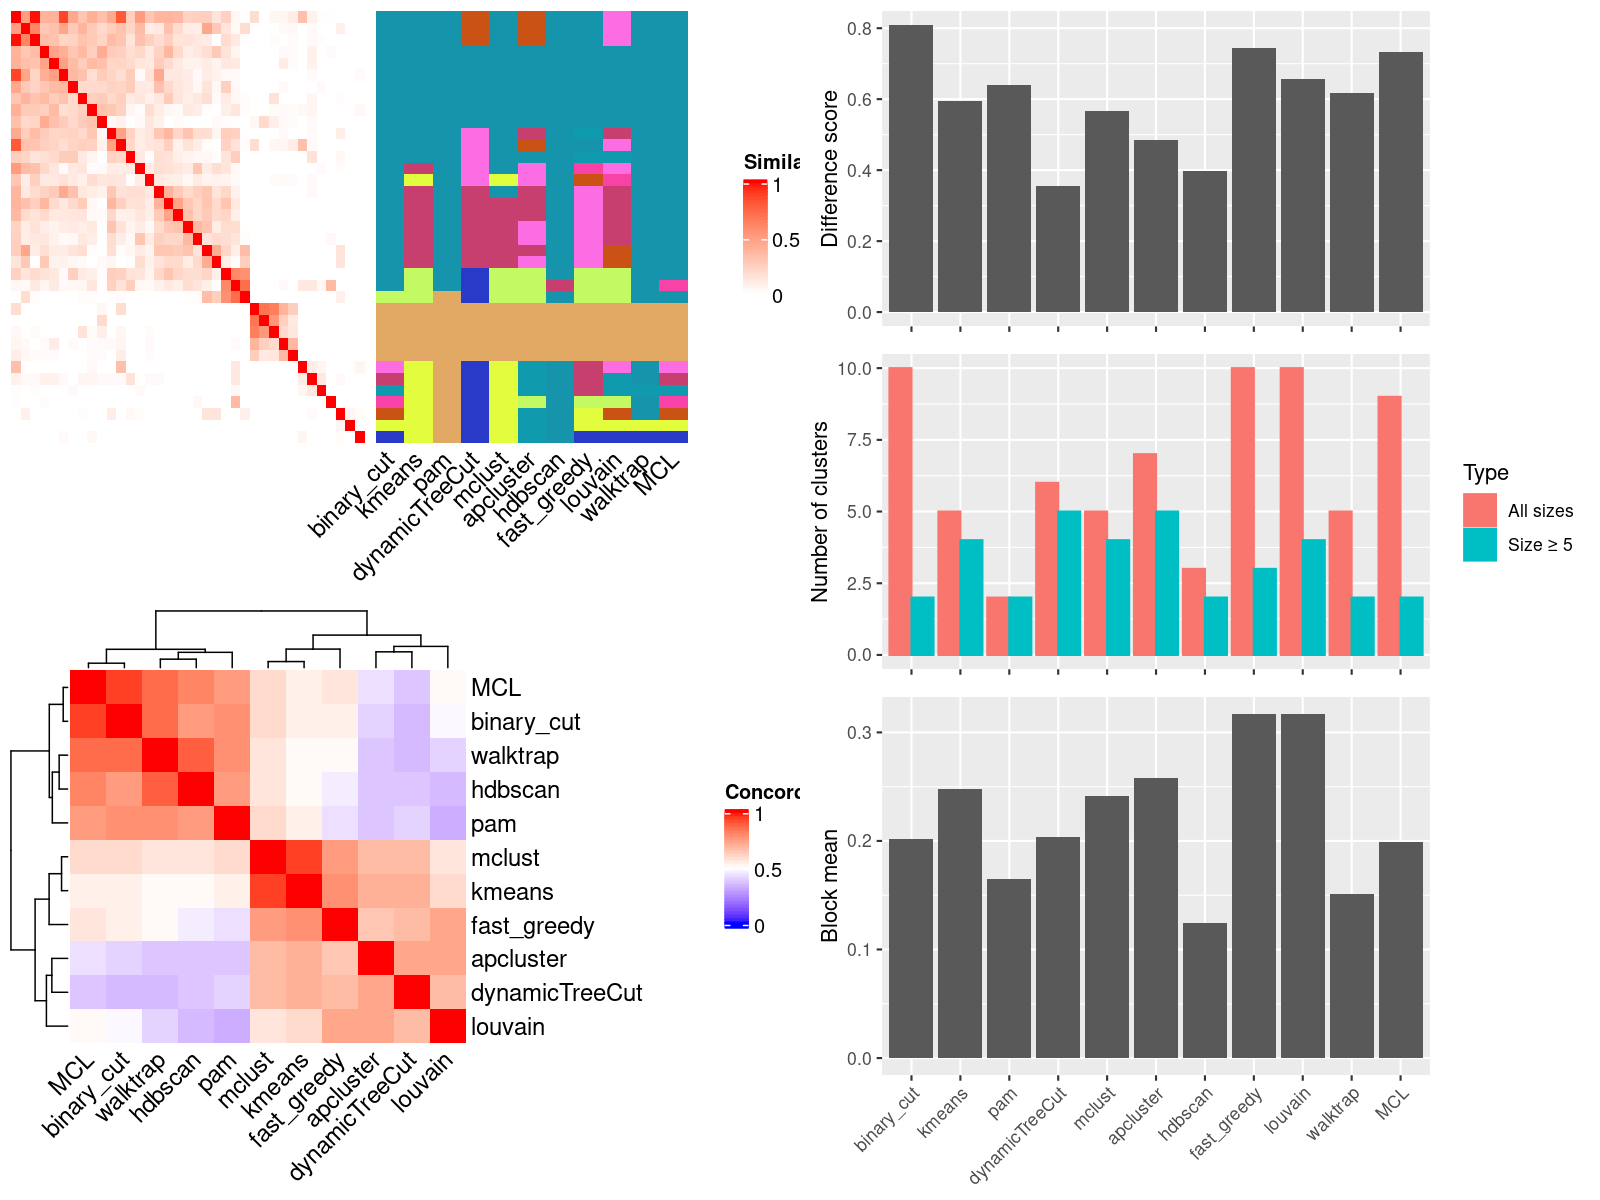 Simila
1
0.5
0
binary_cut
kmeans
pam
dynamicTreeCut
mclust
apcluster
hdbscan
fast_greedy
louvain
walktrap
MCL
Concord
1
0.5
0
MCL
binary_cut
walktrap
hdbscan
pam
mclust
kmeans
fast_greedy
apcluster
dynamicTreeCut
louvain
MCL
binary_cut
walktrap
hdbscan
pam
mclust
kmeans
fast_greedy
apcluster
dynamicTreeCut
louvain
Difference score
0.8
0.6
0.4
0.2
0.0
Number of clusters
10.0
7.5
5.0
2.5
0.0
Type
All sizes
Size ≥ 5
Block mean
0.3
0.2
0.1
0.0
binary_cut
kmeans
pam
dynamicTreeCut
mclust
apcluster
hdbscan
fast_greedy
louvain
walktrap
MCL